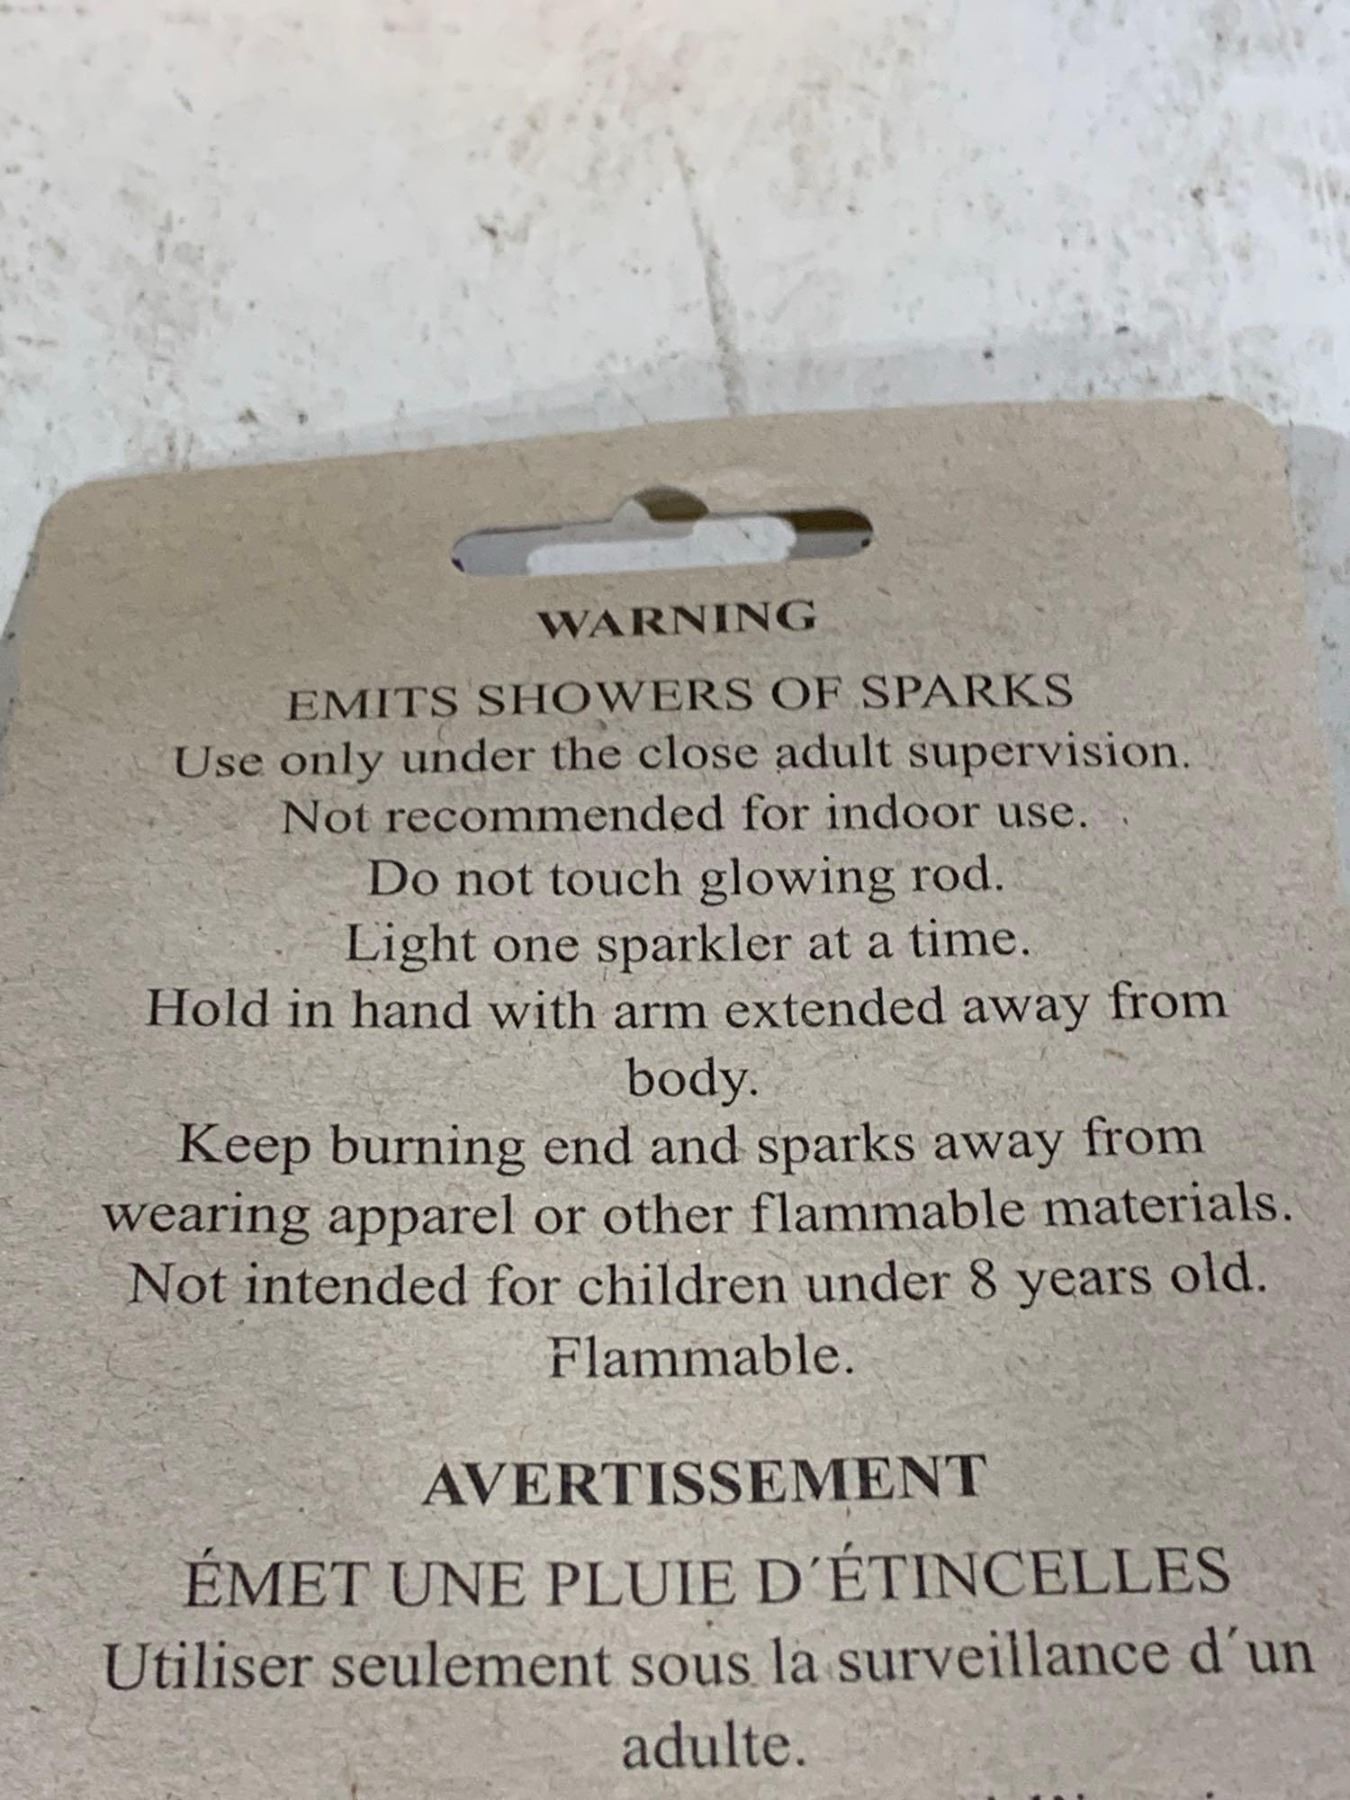 WARNING
EMITS SHOWERS OF SPARKS
Use only under the close adult supervision.
Not recommended for indoor use.
Do not touch glowing rod.
Light one sparkler at a time.
Hold in hand with arm extended away from
body.
Keep burning end and sparks away from
wearing apparel or other flammable materials.
Not intended for children under 8 years old.
Flammable.
AVERTISSEMENT
ÉMET UNE PLUIE D´ÉTINCELLES
Utiliser seulement sous la surveillance d´un
adulte.